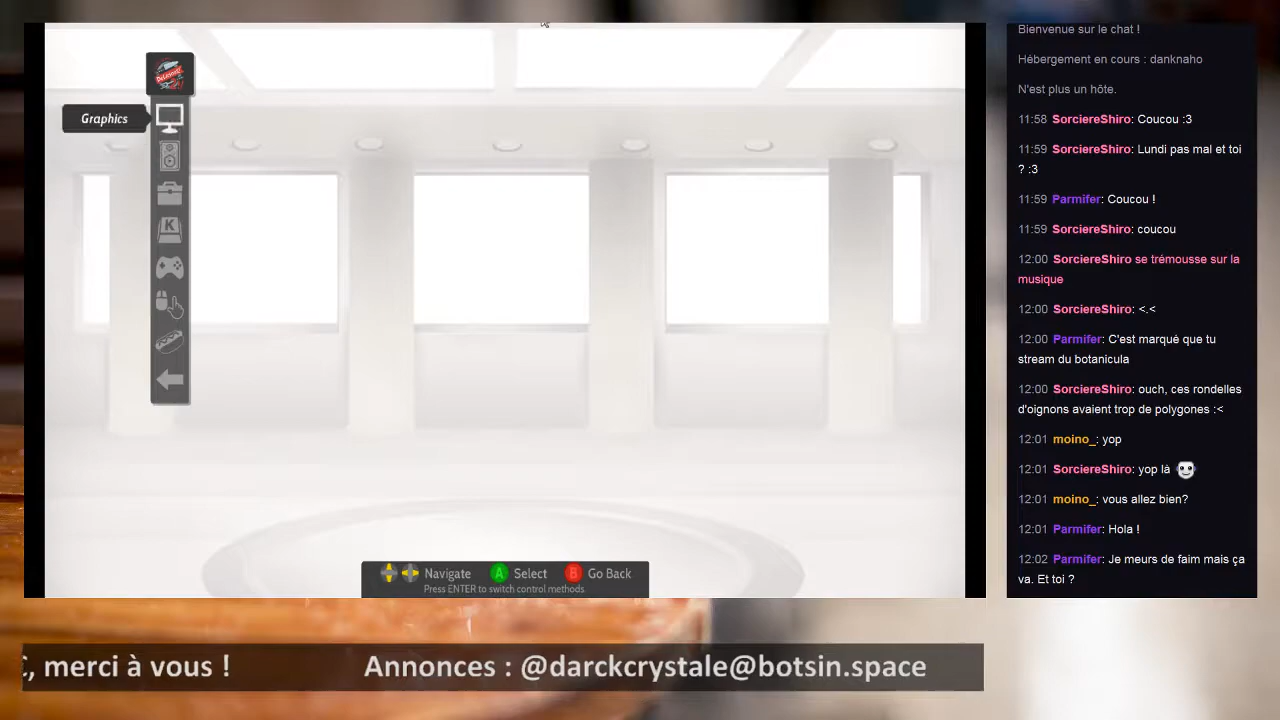 DELICIOUS!
Graphics
K
Navigate A Select B Go Back
Press ENTER to switch control methods.
Bienvenue sur le chat !
Hébergement en cours : danknaho
N'est plus un hôte.
11:58 SorciereShiro: Coucou :3
11:59 SorciereShiro: Lundi pas mal et toi
? :3
11:59 Parmifer: Coucou !
11:59 SorciereShiro: coucou
12:00 SorciereShiro se trémousse sur la
musique
12:00 SorciereShiro: <.<
12:00 Parmifer: C'est marqué que tu
stream du botanicula
12:00 SorciereShiro: ouch, ces rondelles
d'oignons avaient trop de polygones :<
12:01 moino_: yop
12:01 SorciereShiro: yop là
12:01 moino_: vous allez bien?
12:01 Parmifer: Hola !
12:02 Parmifer: Je meurs de faim mais ça
va. Et toi ?
, merci à vous ! Annonces : @darckcrystale@botsin.space